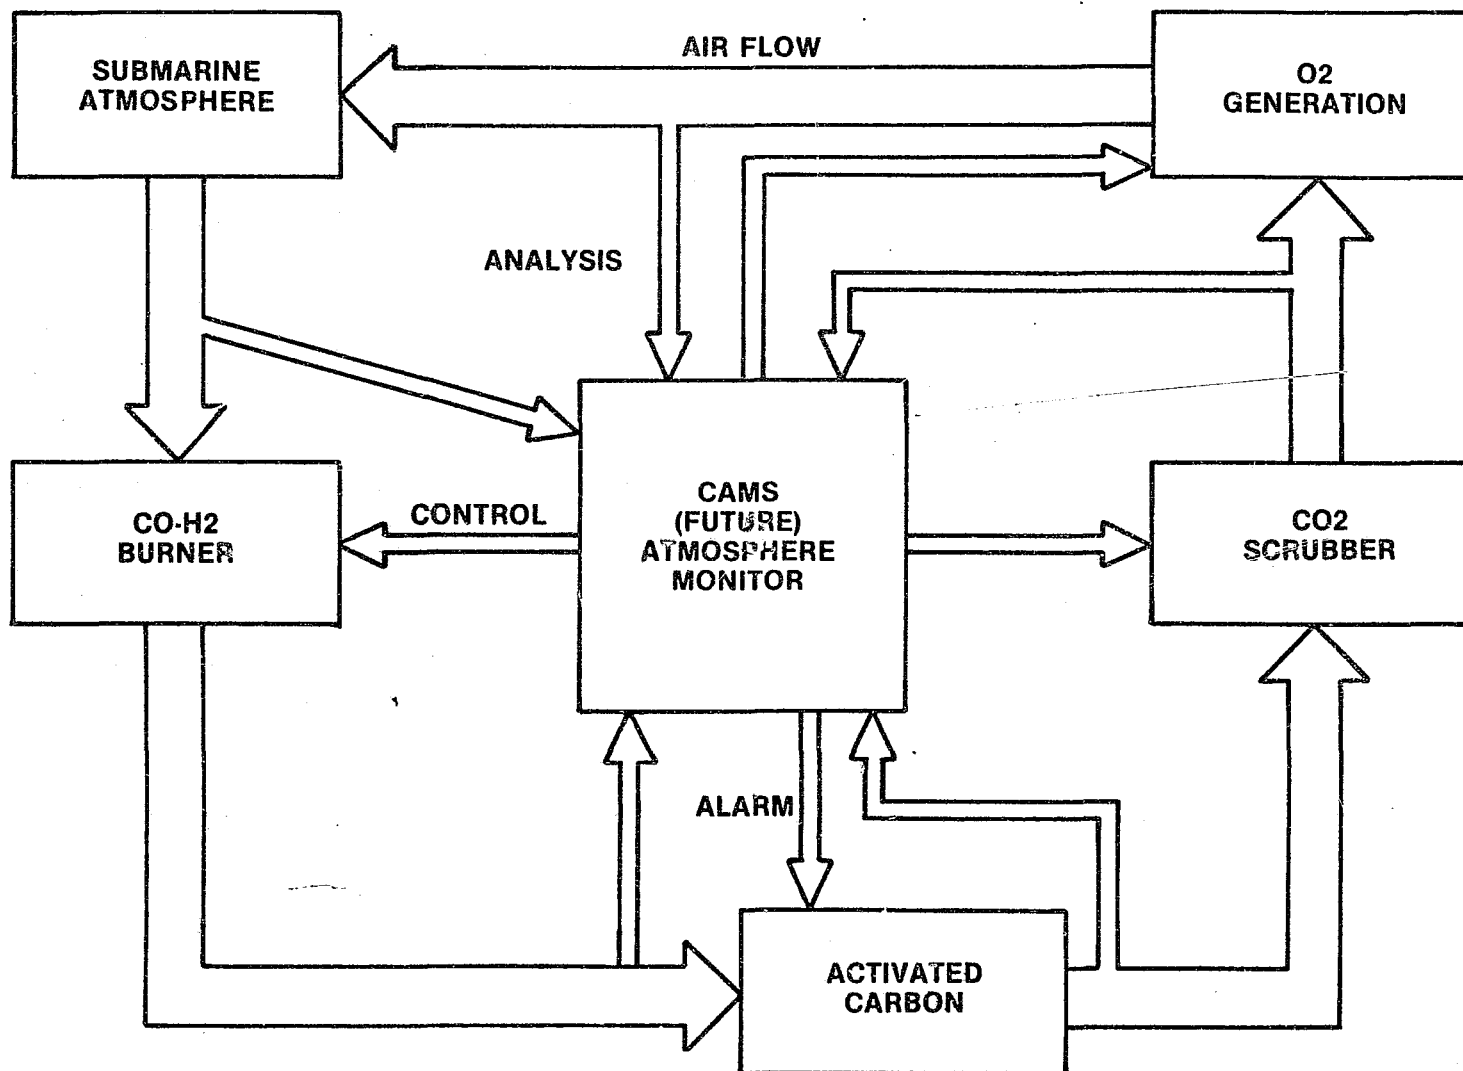 SUBMARINE
ATMOSPHERE
AIR FLOW
O2
GENERATION
ANALYSIS
CO-H2
BURNER
CONTROL
CAMS
(FUTURE)
ATMOSPHERE
MONITOR
CO2
SCRUBBER
ALARM
ACTIVATED
CARBON